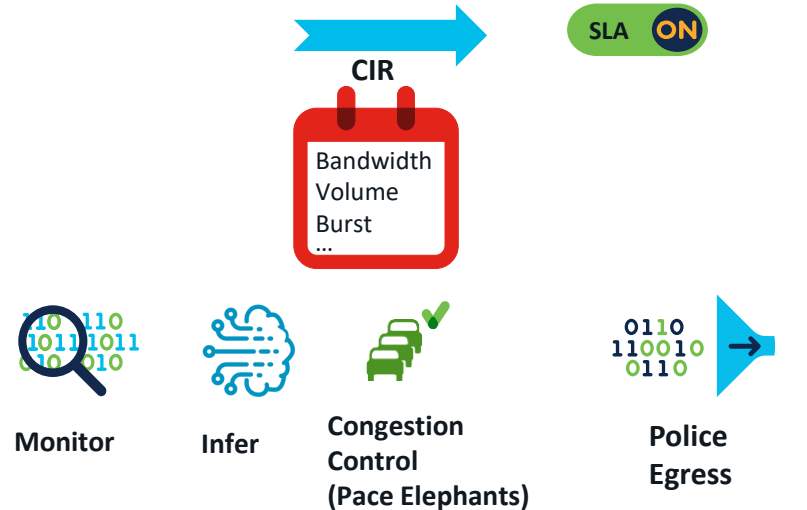 SLA ON
CIR
Bandwidth
Volume
Burst
...
110 110
1011 1011
010 010
0110
110010
0110
Monitor
Infer
Congestion
Control
(Pace Elephants)
Police
Egress